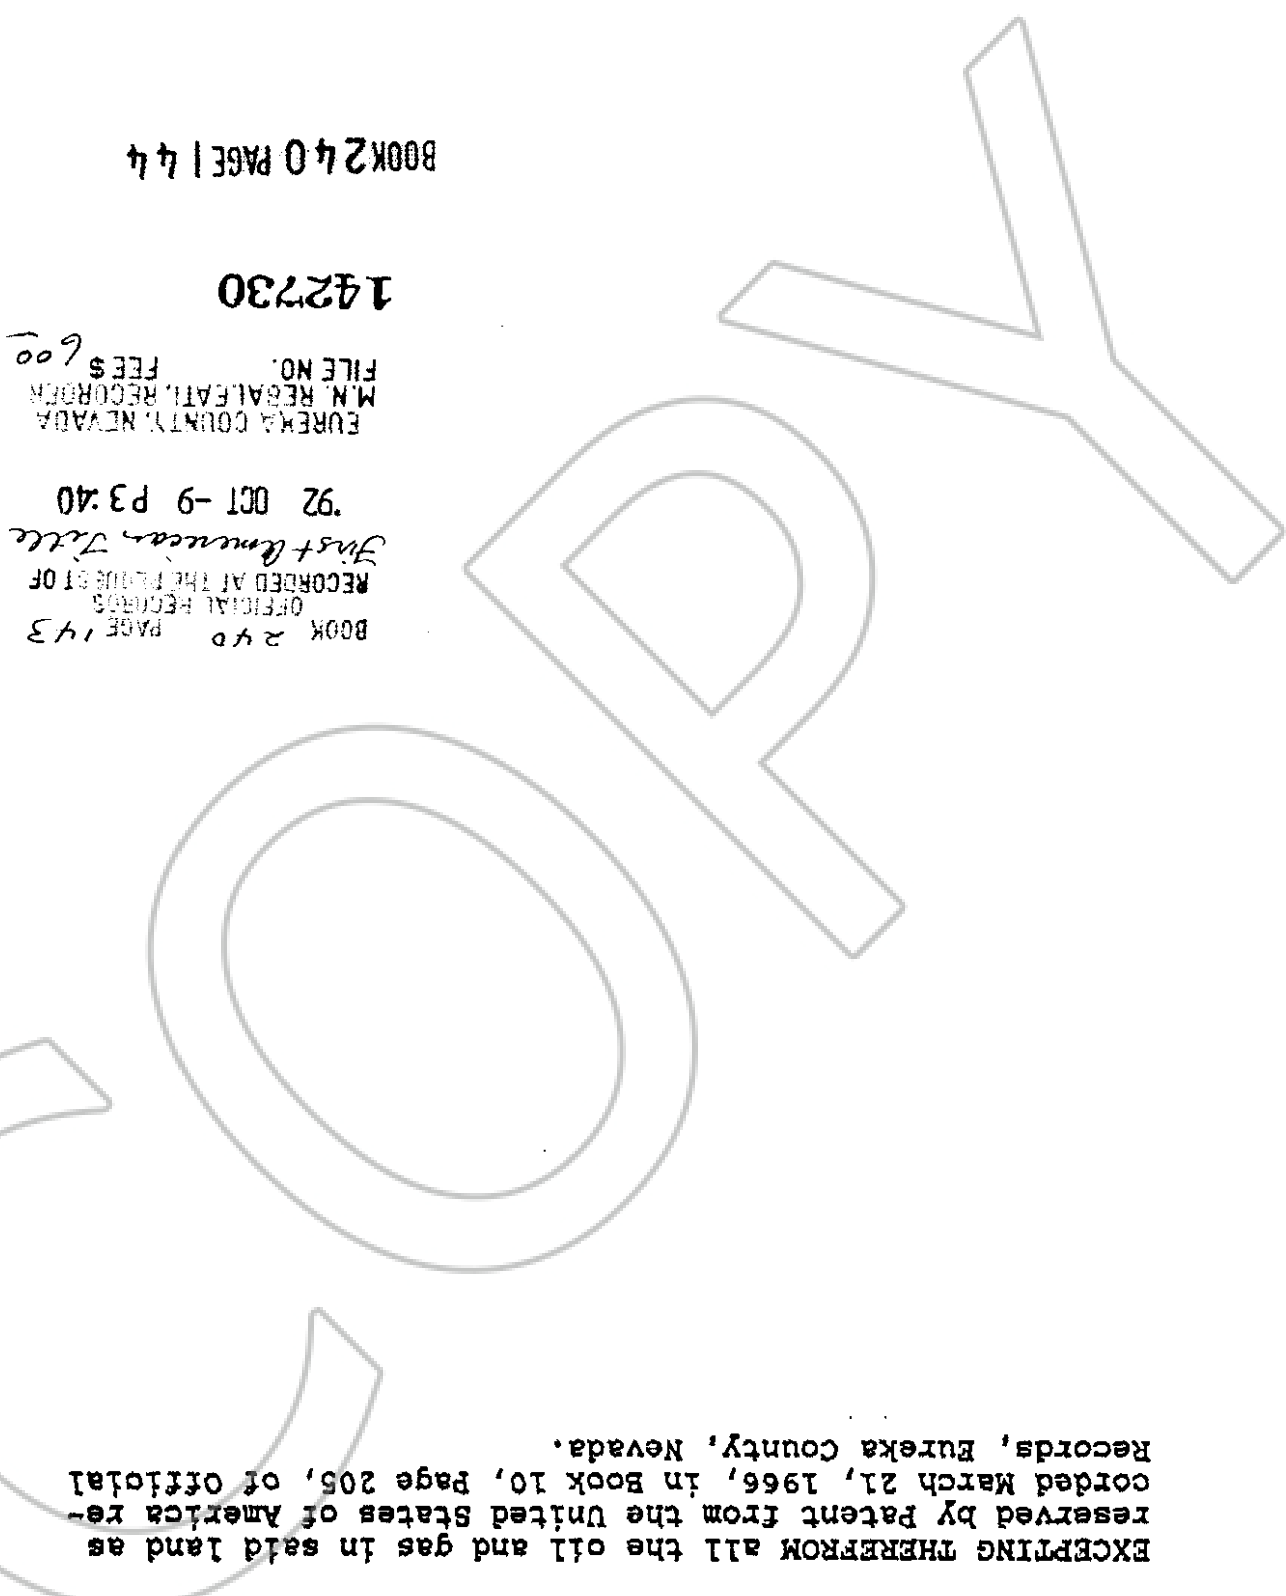 EXCEPTING THEREFROM all the oil and gas in said land as
reserved by Patent from the United States of America re-
corded March 21, 1966, in Book 10, Page 205, of Official
Records, Eureka County, Nevada.
BOOK 240 PAGE 143
OFFICIAL RECORDS
RECORDED AT THE REQUEST OF
First American Title
'92 OCT -9 P3:40
EUREKA COUNTY, NEVADA
M.N. REBALEATI, RECORDER
FILE NO. FEE $ 6.00
142730
BOOK 240 PAGE 144
COPY